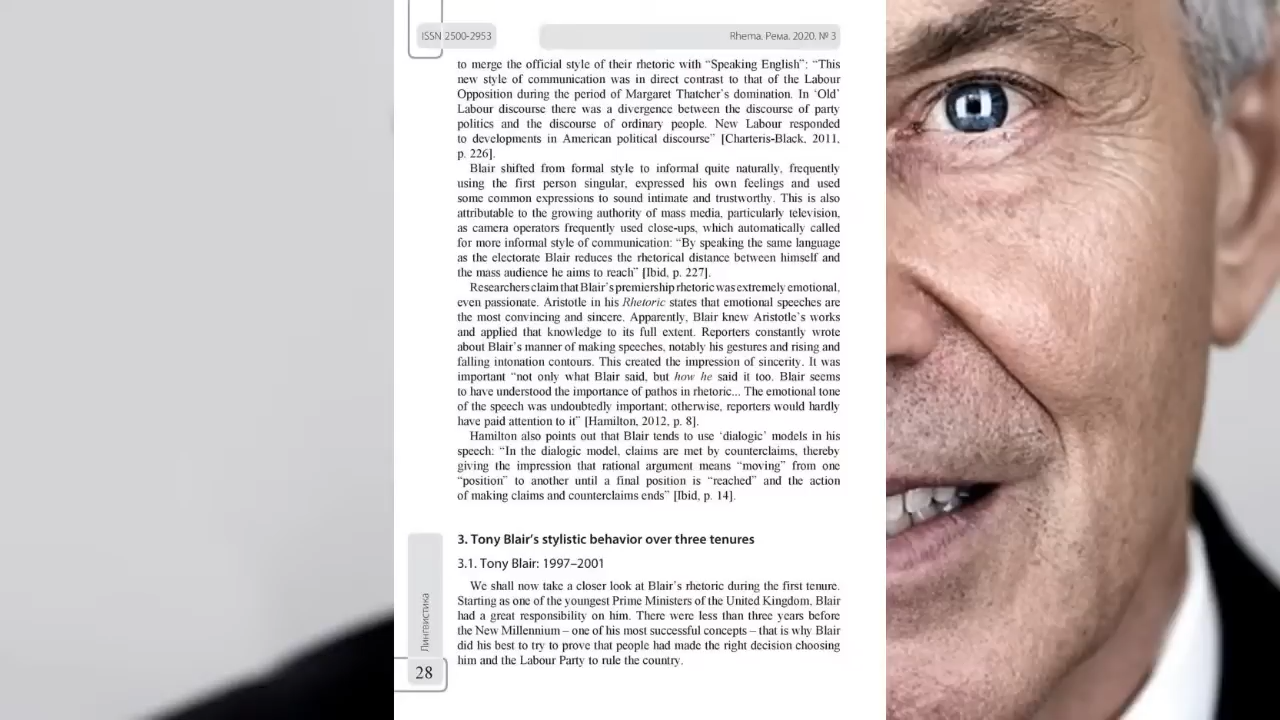 ISSN 2500-2953
Rhema. Рема. 2020. № 3
to merge the official style of their rhetoric with “Speaking English”: “This
new style of communication was in direct contrast to that of the Labour
Opposition during the period of Margaret Thatcher’s domination. In ‘Old’
Labour discourse there was a divergence between the discourse of party
politics and the discourse of ordinary people. New Labour responded
to developments in American political discourse” [Charteris-Black, 2011,
p. 226].
Blair shifted from formal style to informal quite naturally, frequently
using the first person singular, expressed his own feelings and used
some common expressions to sound intimate and trustworthy. This is also
attributable to the growing authority of mass media, particularly television,
as camera operators frequently used close-ups, which automatically called
for more informal style of communication: “By speaking the same language
as the electorate Blair reduces the rhetorical distance between himself and
the mass audience he aims to reach” [Ibid, p. 227].
Researchers claim that Blair’s premiership rhetoric was extremely emotional,
even passionate. Aristotle in his Rhetoric states that emotional speeches are
the most convincing and sincere. Apparently, Blair knew Aristotle’s works
and applied that knowledge to its full extent. Reporters constantly wrote
about Blair’s manner of making speeches, notably his gestures and rising and
falling intonation contours. This created the impression of sincerity. It was
important “not only what Blair said, but how he said it too. Blair seems
to have understood the importance of pathos in rhetoric... The emotional tone
of the speech was undoubtedly important; otherwise, reporters would hardly
have paid attention to it” [Hamilton, 2012, p. 8].
Hamilton also points out that Blair tends to use ‘dialogic’ models in his
speech: “In the dialogic model, claims are met by counterclaims, thereby
giving the impression that rational argument means “moving” from one
“position” to another until a final position is “reached” and the action
of making claims and counterclaims ends” [Ibid, p. 14].
3. Tony Blair’s stylistic behavior over three tenures
3.1. Tony Blair: 1997–2001
We shall now take a closer look at Blair’s rhetoric during the first tenure.
Starting as one of the youngest Prime Ministers of the United Kingdom, Blair
had a great responsibility on him. There were less than three years before
the New Millennium – one of his most successful concepts – that is why Blair
did his best to try to prove that people had made the right decision choosing
him and the Labour Party to rule the country.
Лингвистика
28